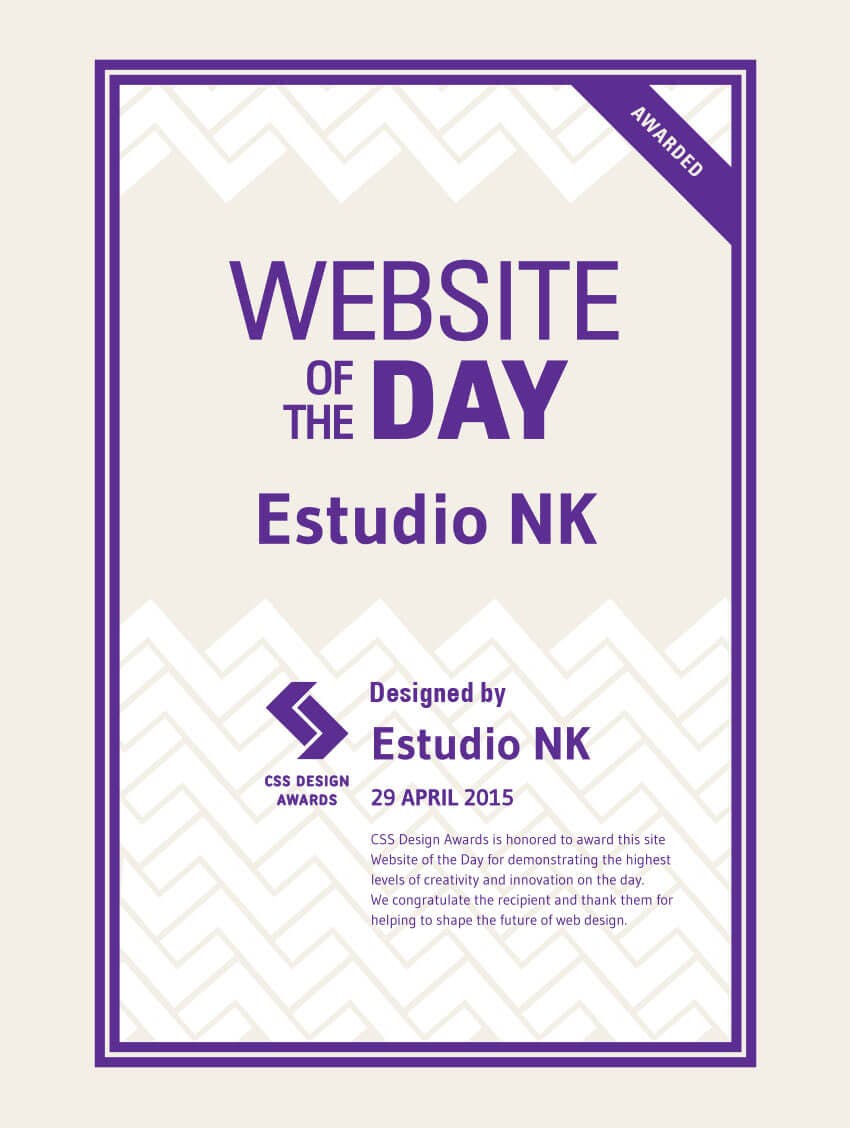 AWARDED
WEBSITE
OF
THE DAY
Estudio NK
Designed by
Estudio NK
CSS DESIGN
AWARDS
29 APRIL 2015
CSS Design Awards is honored to award this site
Website of the Day for demonstrating the highest
levels of creativity and innovation on the day.
We congratulate the recipient and thank them for
helping to shape the future of web design.